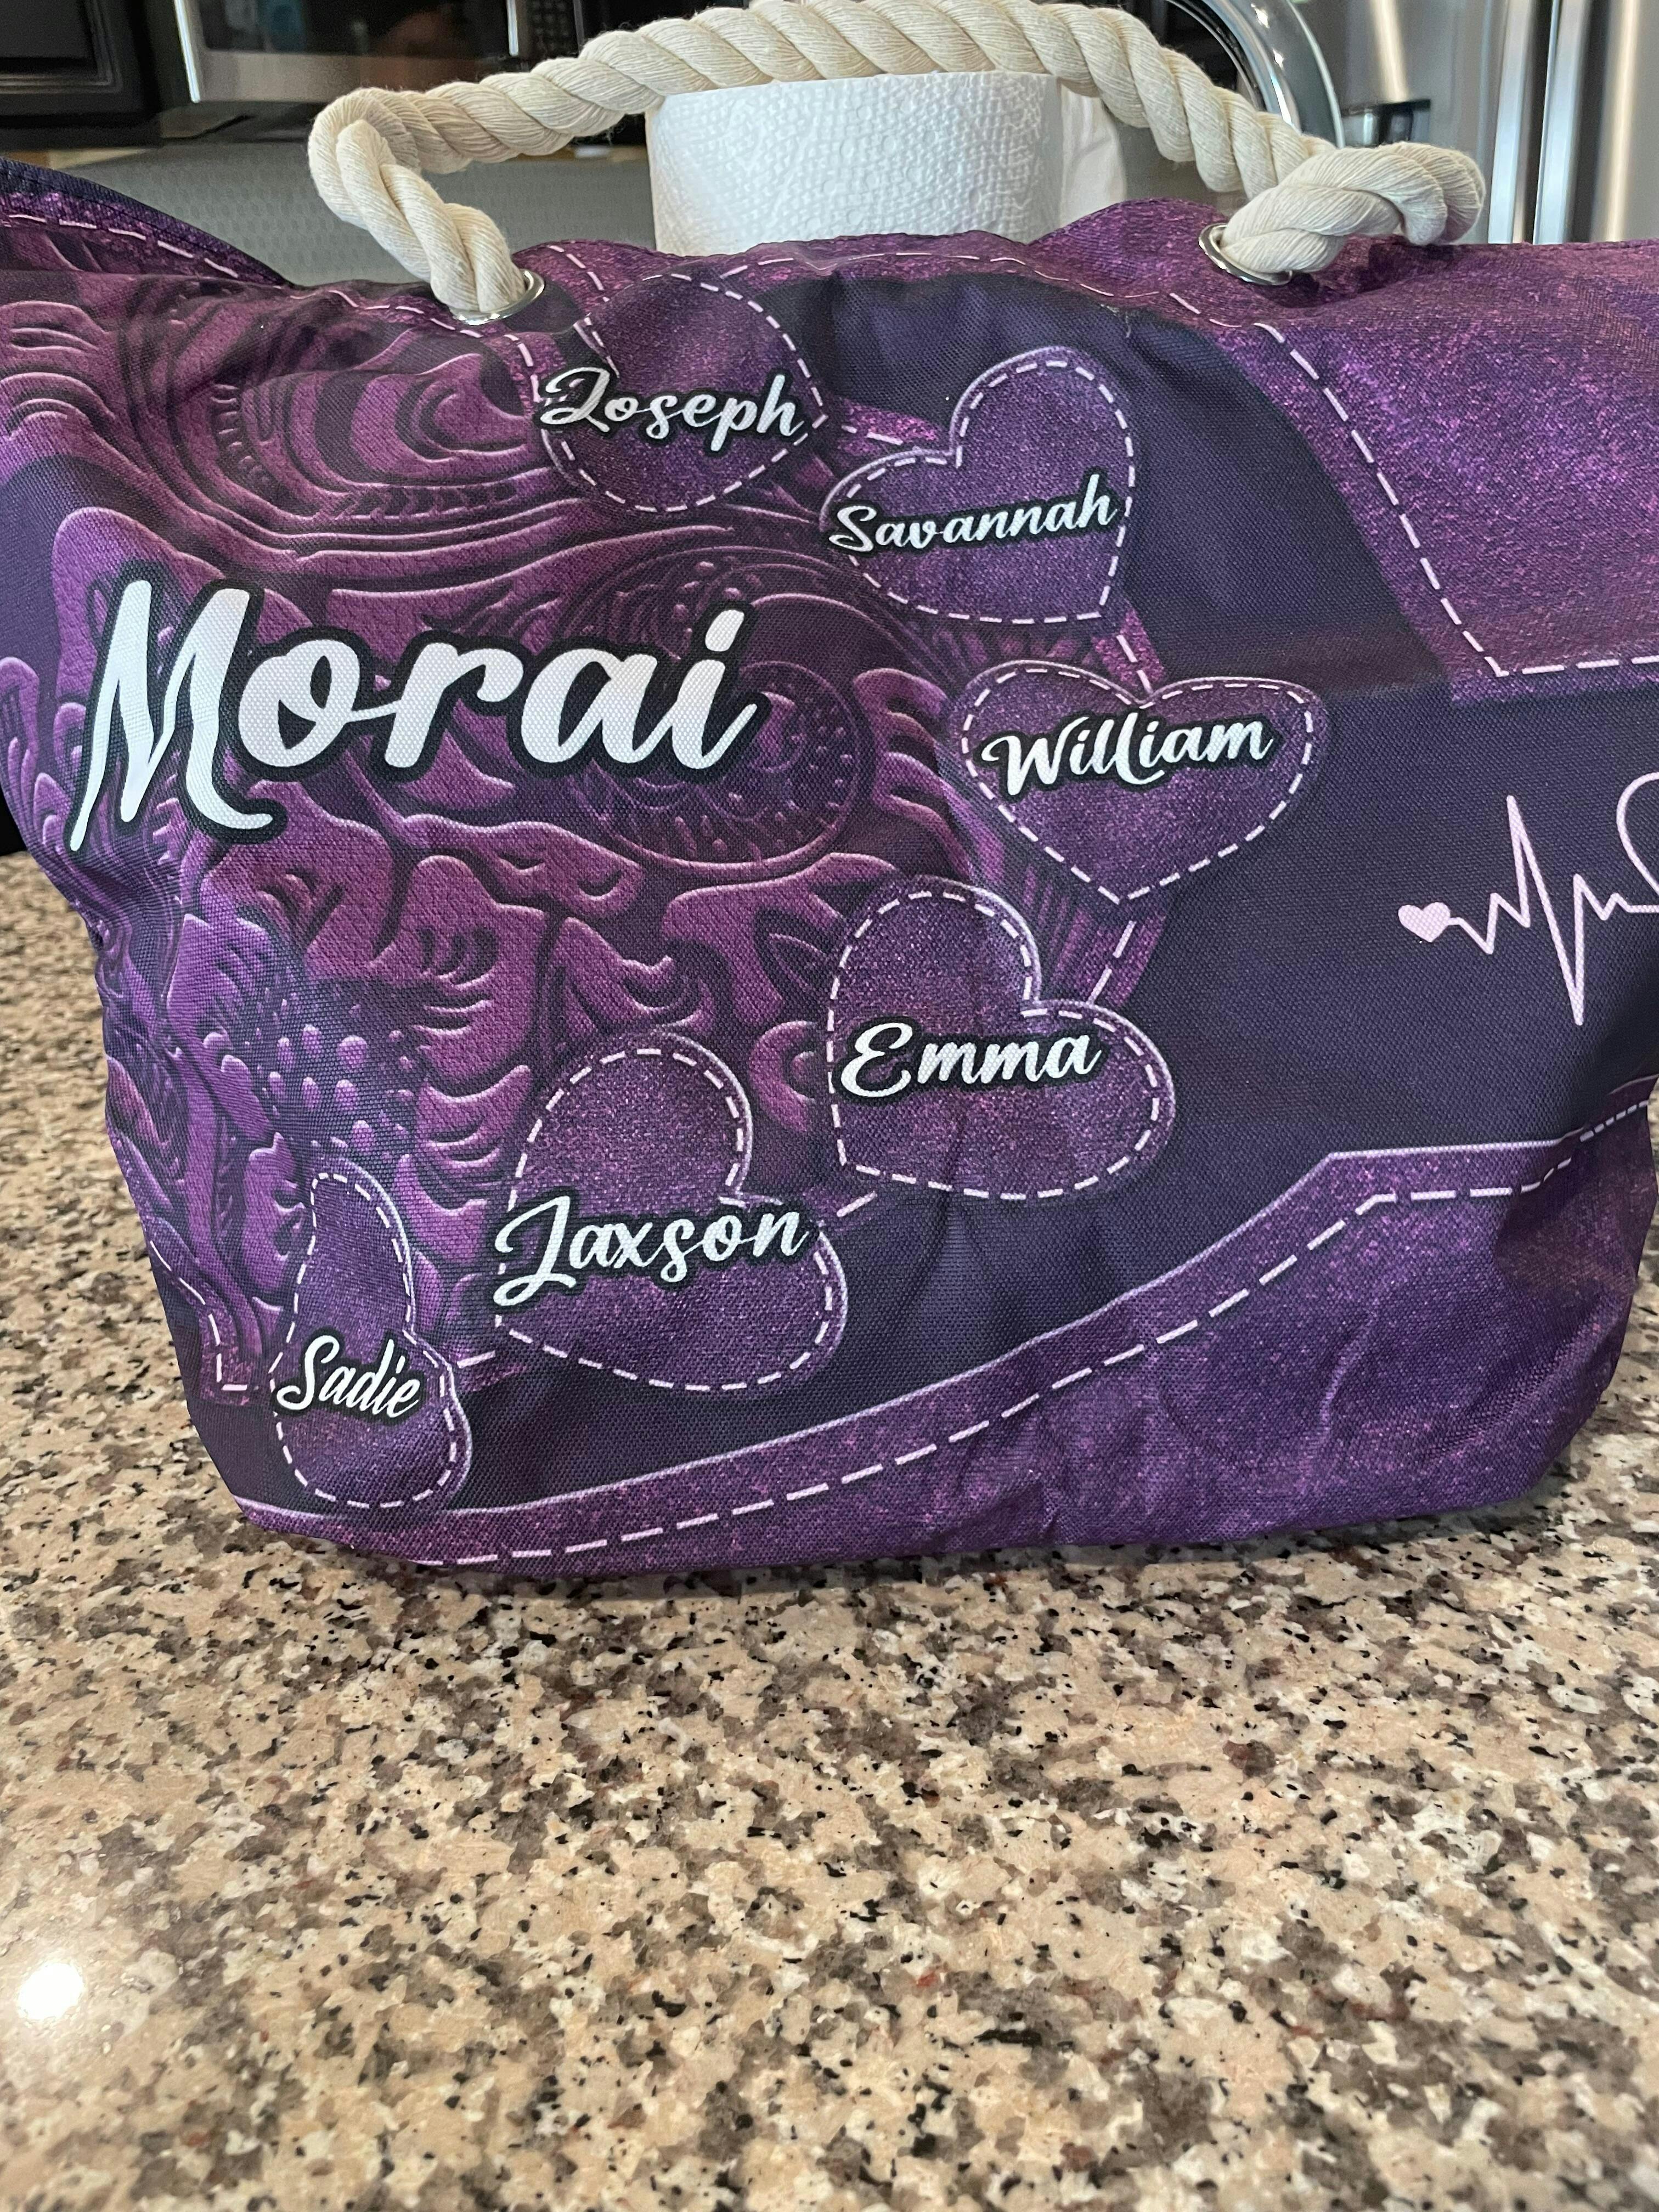 Joseph
Savannah
Morai
William
Emma
Jaxson
Sadie